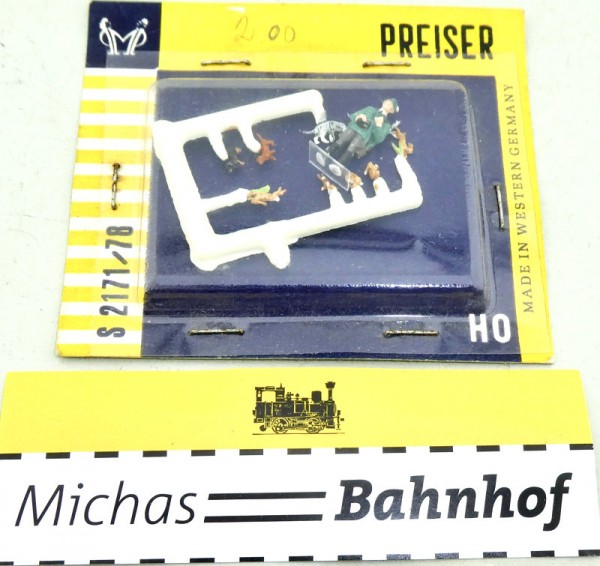 2 00
PREISER
MADE IN WESTERN GERMANY
S 2171/78
HO
Michas Bahnhof